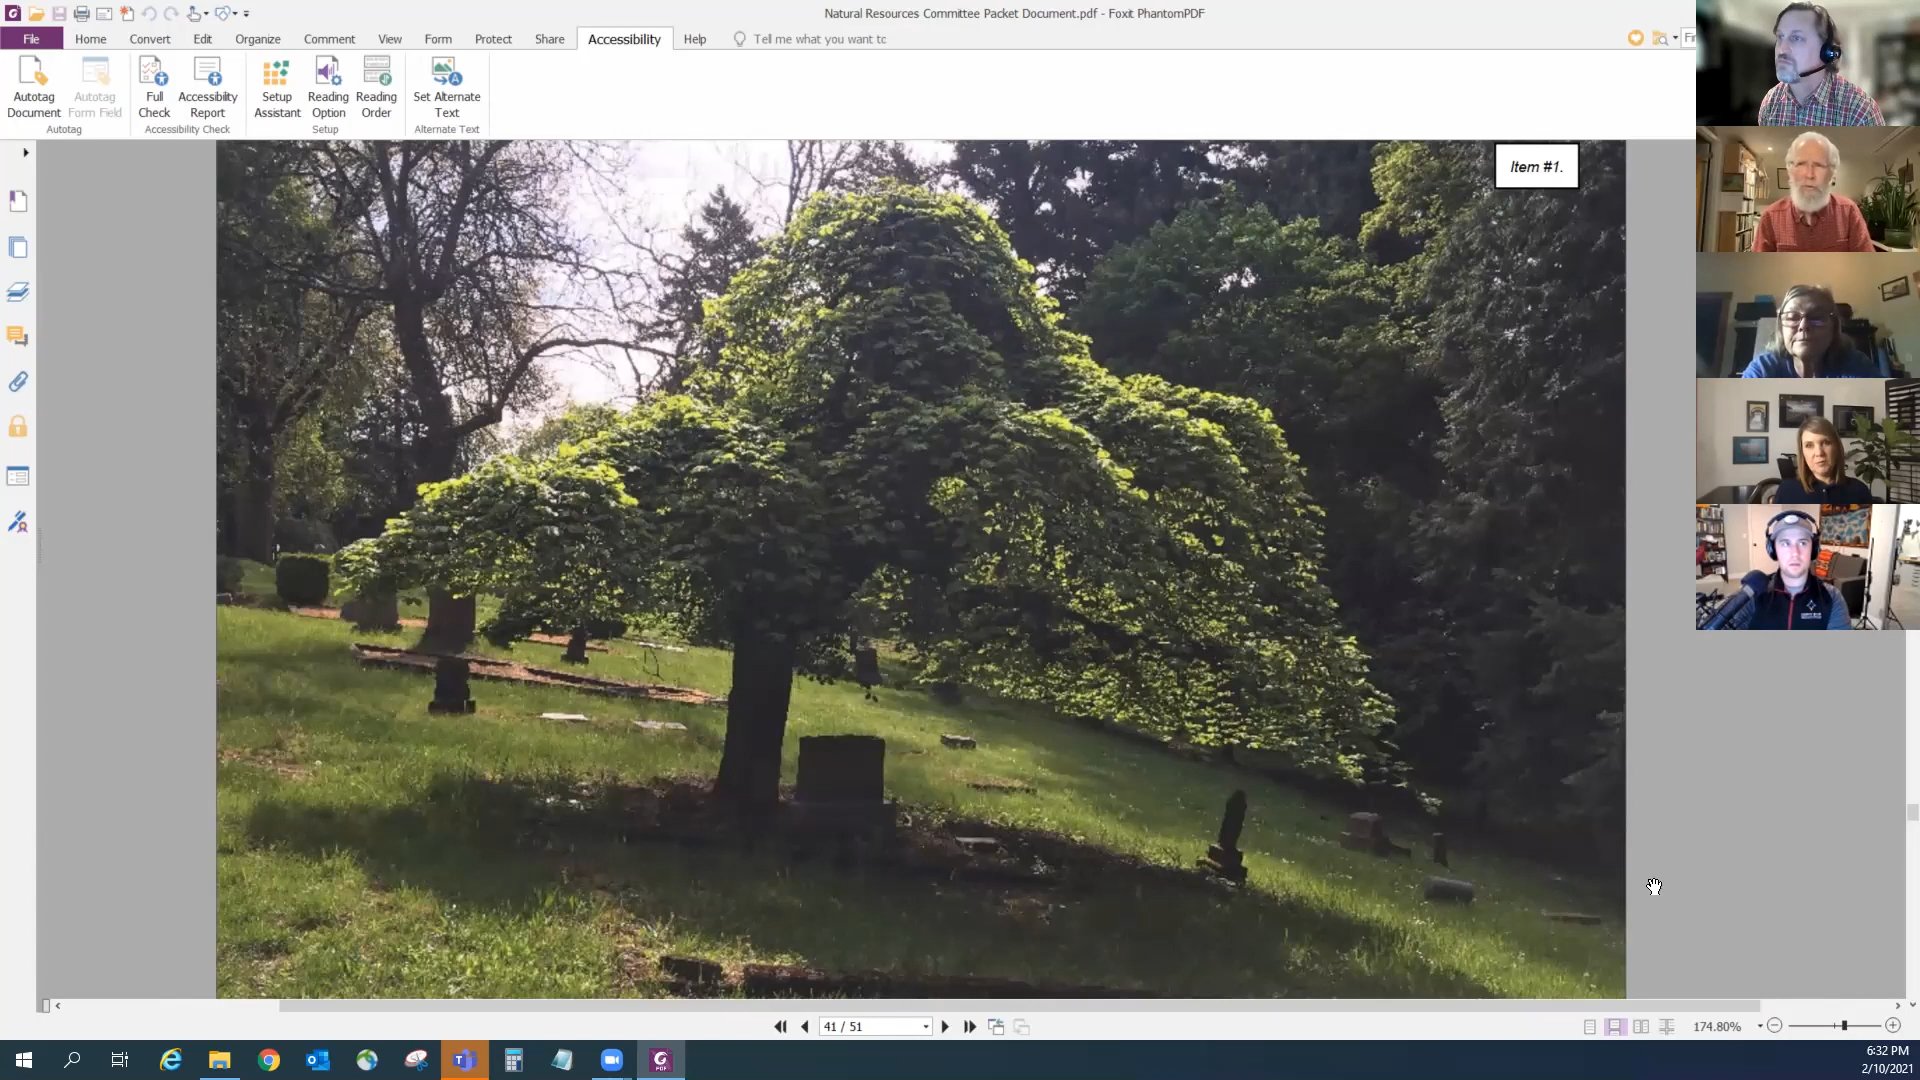 Natural Resources Committee Packet Document.pdf - Foxit PhantomPDF
File Home Convert Edit Organize Comment View Form Protect Share Accessibility Help Tell me what you want tc
Autotag Document
Autotag Form Field
Full Check
Accessibility Report
Setup Assistant
Reading Option
Reading Order
Set Alternate Text
Autotag
Accessibility Check
Setup
Alternate Text
Item #1.
41 / 51
174.80%
6:32 PM
2/10/2021